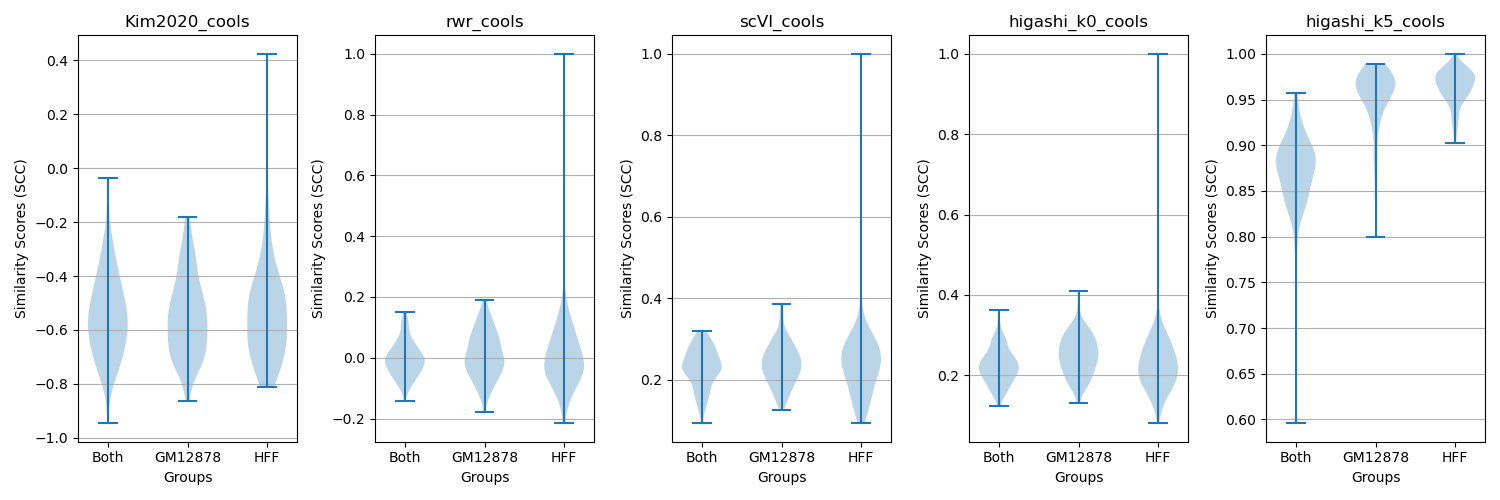 Kim2020_cools
0.4
0.2
0.0
−0.2
−0.4
−0.6
−0.8
−1.0
Similarity Scores (SCC)
Both GM12878 HFF
Groups
rwr_cools
1.0
0.8
0.6
0.4
0.2
0.0
−0.2
Similarity Scores (SCC)
Both GM12878 HFF
Groups
scVI_cools
1.0
0.8
0.6
0.4
0.2
Similarity Scores (SCC)
Both GM12878 HFF
Groups
higashi_k0_cools
1.0
0.8
0.6
0.4
0.2
Similarity Scores (SCC)
Both GM12878 HFF
Groups
higashi_k5_cools
1.00
0.95
0.90
0.85
0.80
0.75
0.70
0.65
0.60
Similarity Scores (SCC)
Both GM12878 HFF
Groups